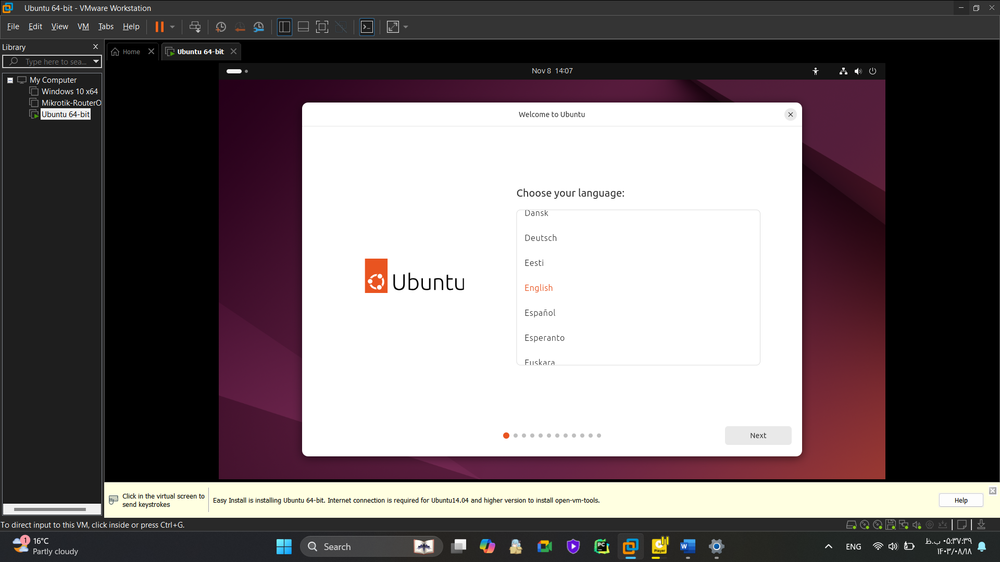 Ubuntu 64-bit - VMware Workstation
File Edit View VM Tabs Help
Library
Type here to sea...
My Computer
Windows 10 x64
Mikrotik-RouterO
Ubuntu 64-bit
Home
Ubuntu 64-bit
Nov 8 14:07
Welcome to Ubuntu
Ubuntu
Choose your language:
Dansk
Deutsch
Eesti
English
Español
Esperanto
Euskara
Next
Click in the virtual screen to
send keystrokes
Easy Install is installing Ubuntu 64-bit. Internet connection is required for Ubuntu14.04 and higher version to install open-vm-tools.
Help
To direct input to this VM, click inside or press Ctrl+G.
1
16°C
Partly cloudy
Search
PC
Player
W
ENG
۰۵:۳۷:۳۹ ب.ظ
۱۴۰۳/۰۸/۱۸